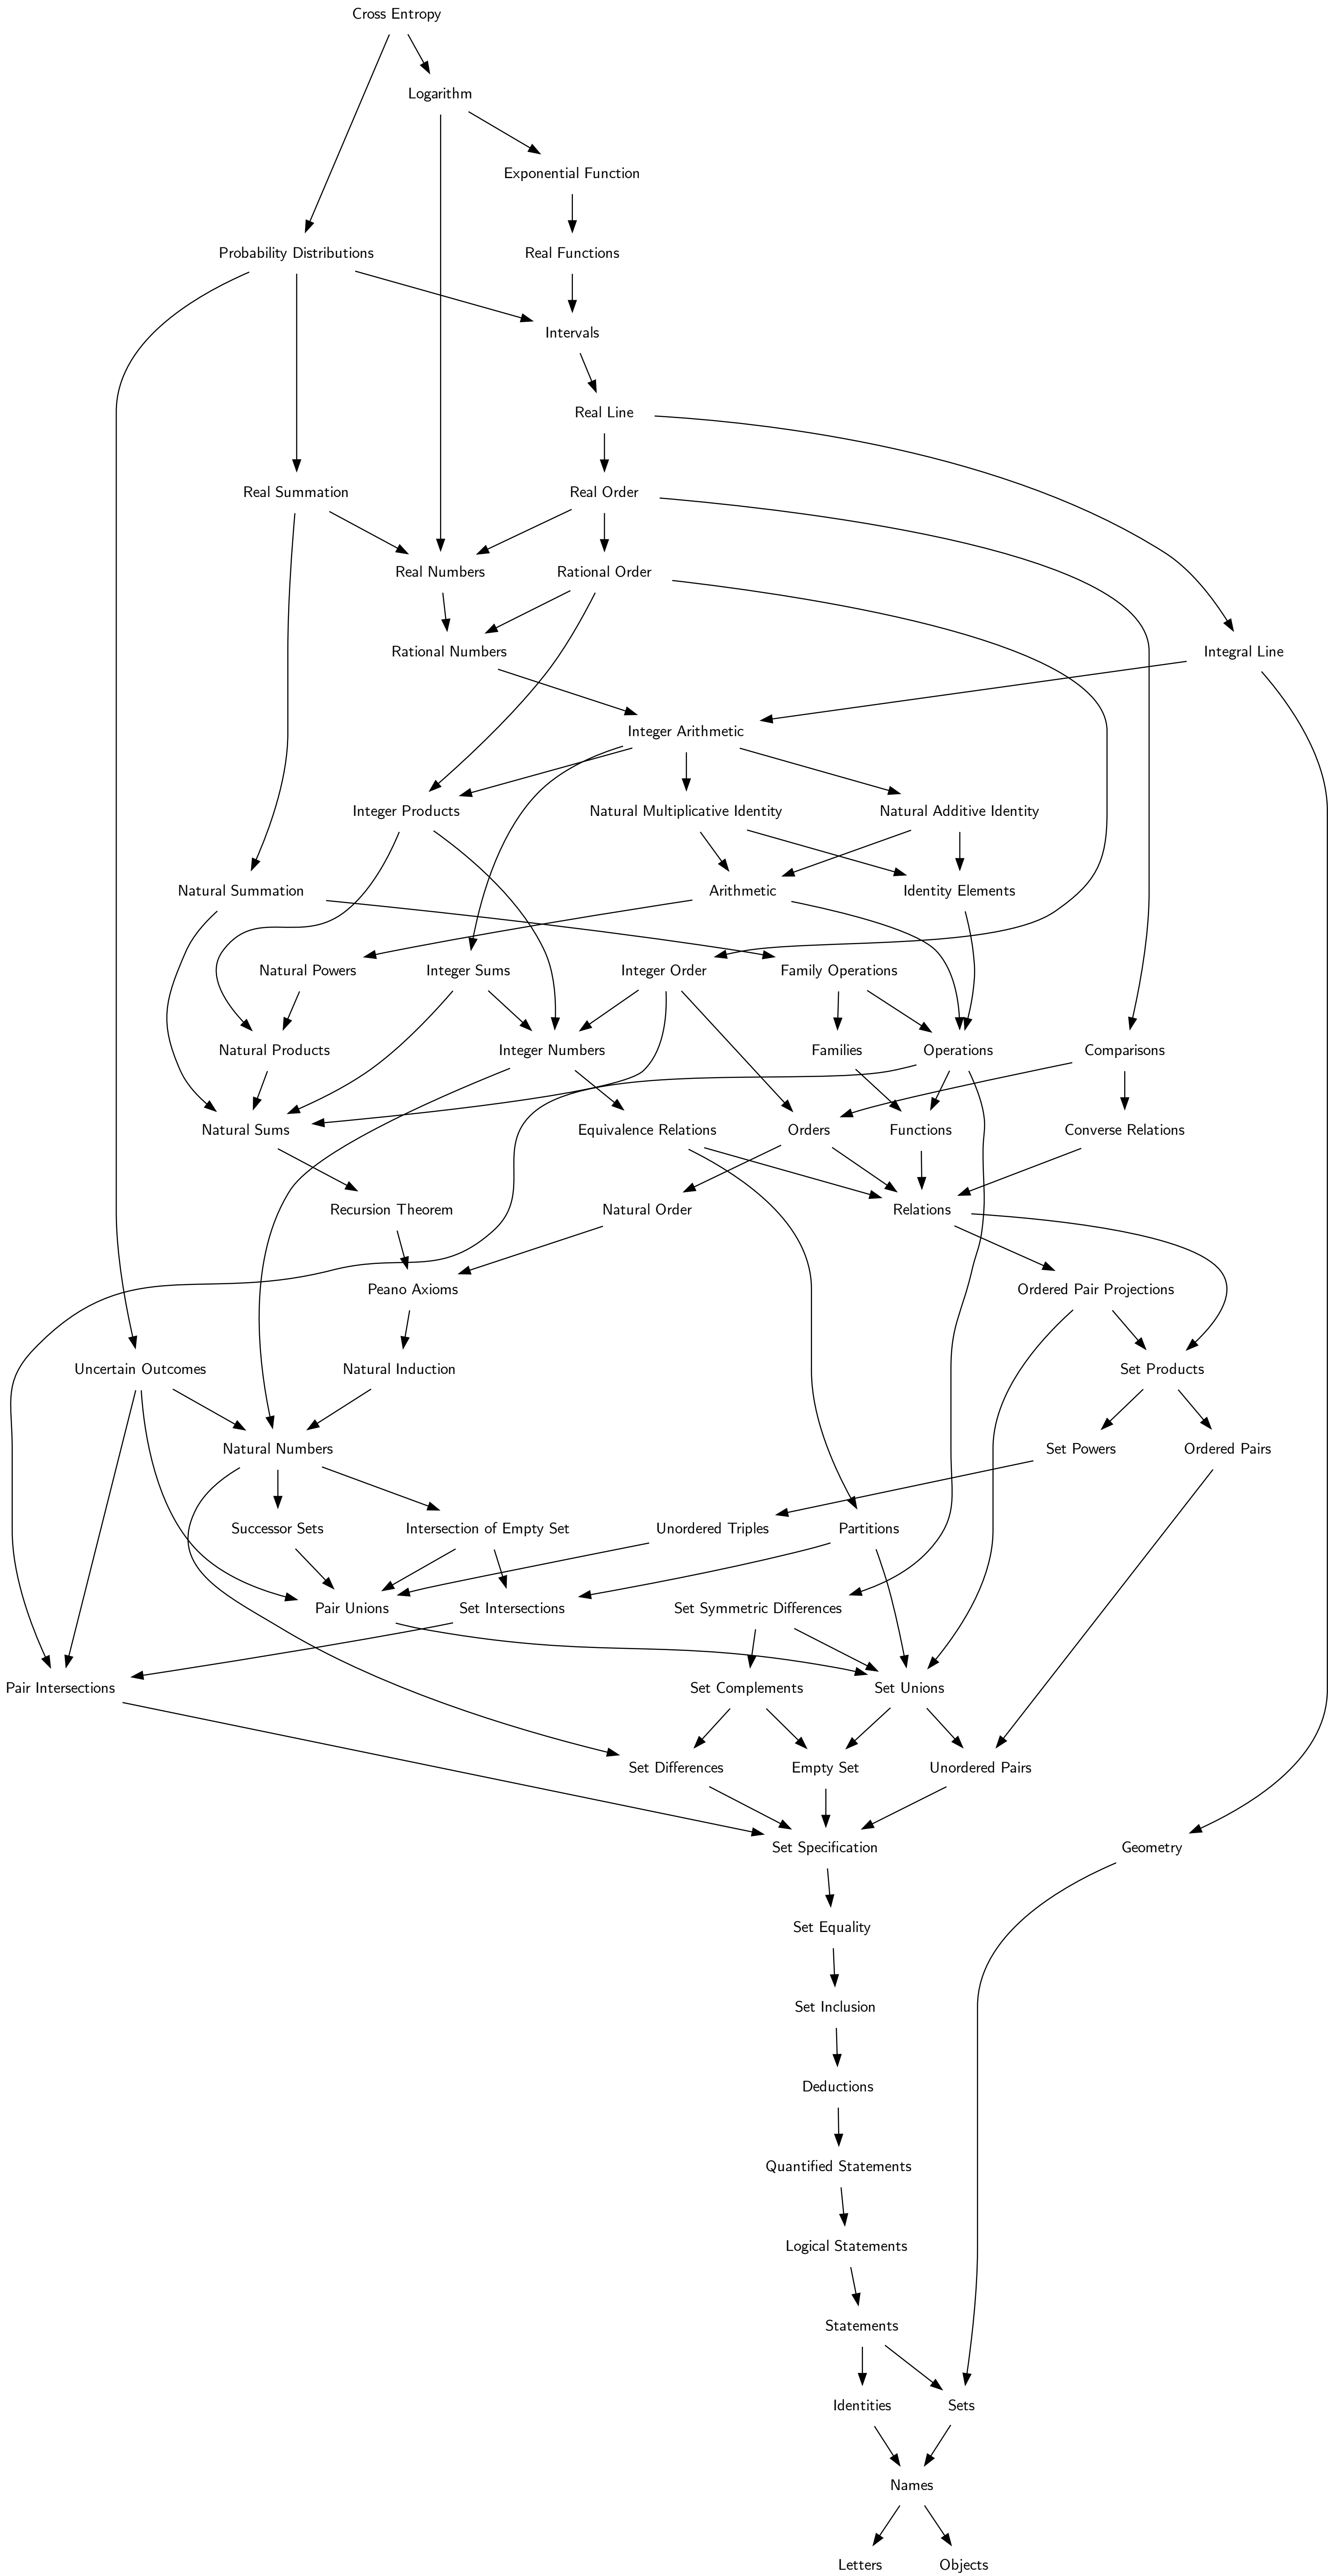 Cross Entropy
Logarithm
Exponential Function
Probability Distributions
Real Functions
Intervals
Real Line
Real Summation
Real Order
Real Numbers
Rational Order
Rational Numbers
Integral Line
Integer Arithmetic
Integer Products
Natural Multiplicative Identity
Natural Additive Identity
Natural Summation
Arithmetic
Identity Elements
Natural Powers
Integer Sums
Integer Order
Family Operations
Natural Products
Integer Numbers
Families
Operations
Comparisons
Natural Sums
Equivalence Relations
Orders
Functions
Converse Relations
Recursion Theorem
Natural Order
Relations
Peano Axioms
Ordered Pair Projections
Uncertain Outcomes
Natural Induction
Set Products
Natural Numbers
Set Powers
Ordered Pairs
Successor Sets
Intersection of Empty Set
Unordered Triples
Partitions
Pair Unions
Set Intersections
Set Symmetric Differences
Pair Intersections
Set Complements
Set Unions
Set Differences
Empty Set
Unordered Pairs
Set Specification
Geometry
Set Equality
Set Inclusion
Deductions
Quantified Statements
Logical Statements
Statements
Identities
Sets
Names
Letters
Objects